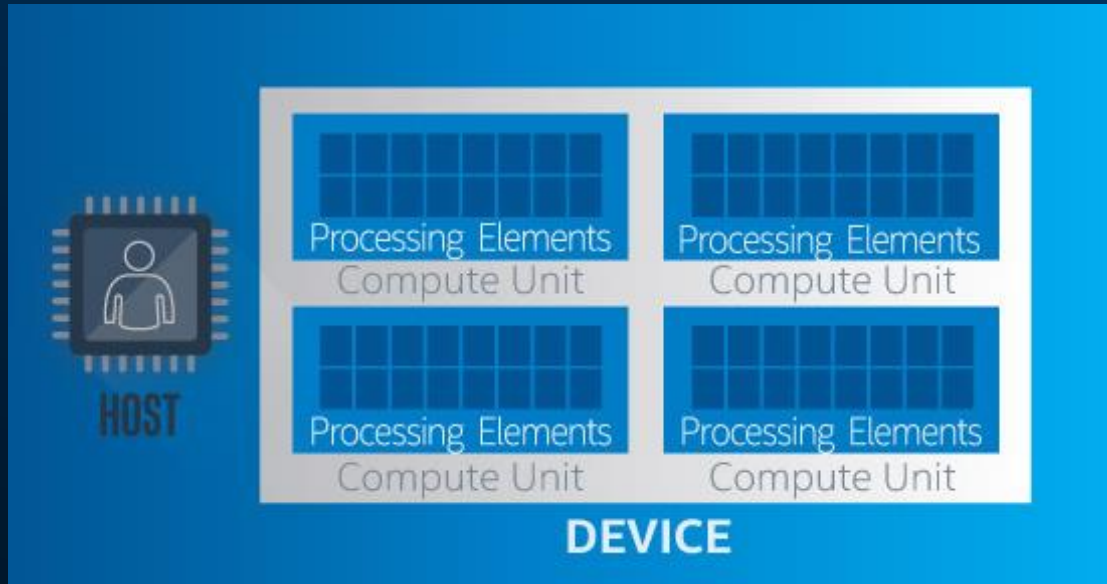 Processing Elements
Compute Unit
Processing Elements
Compute Unit
Processing Elements
Compute Unit
Processing Elements
Compute Unit
HOST
DEVICE